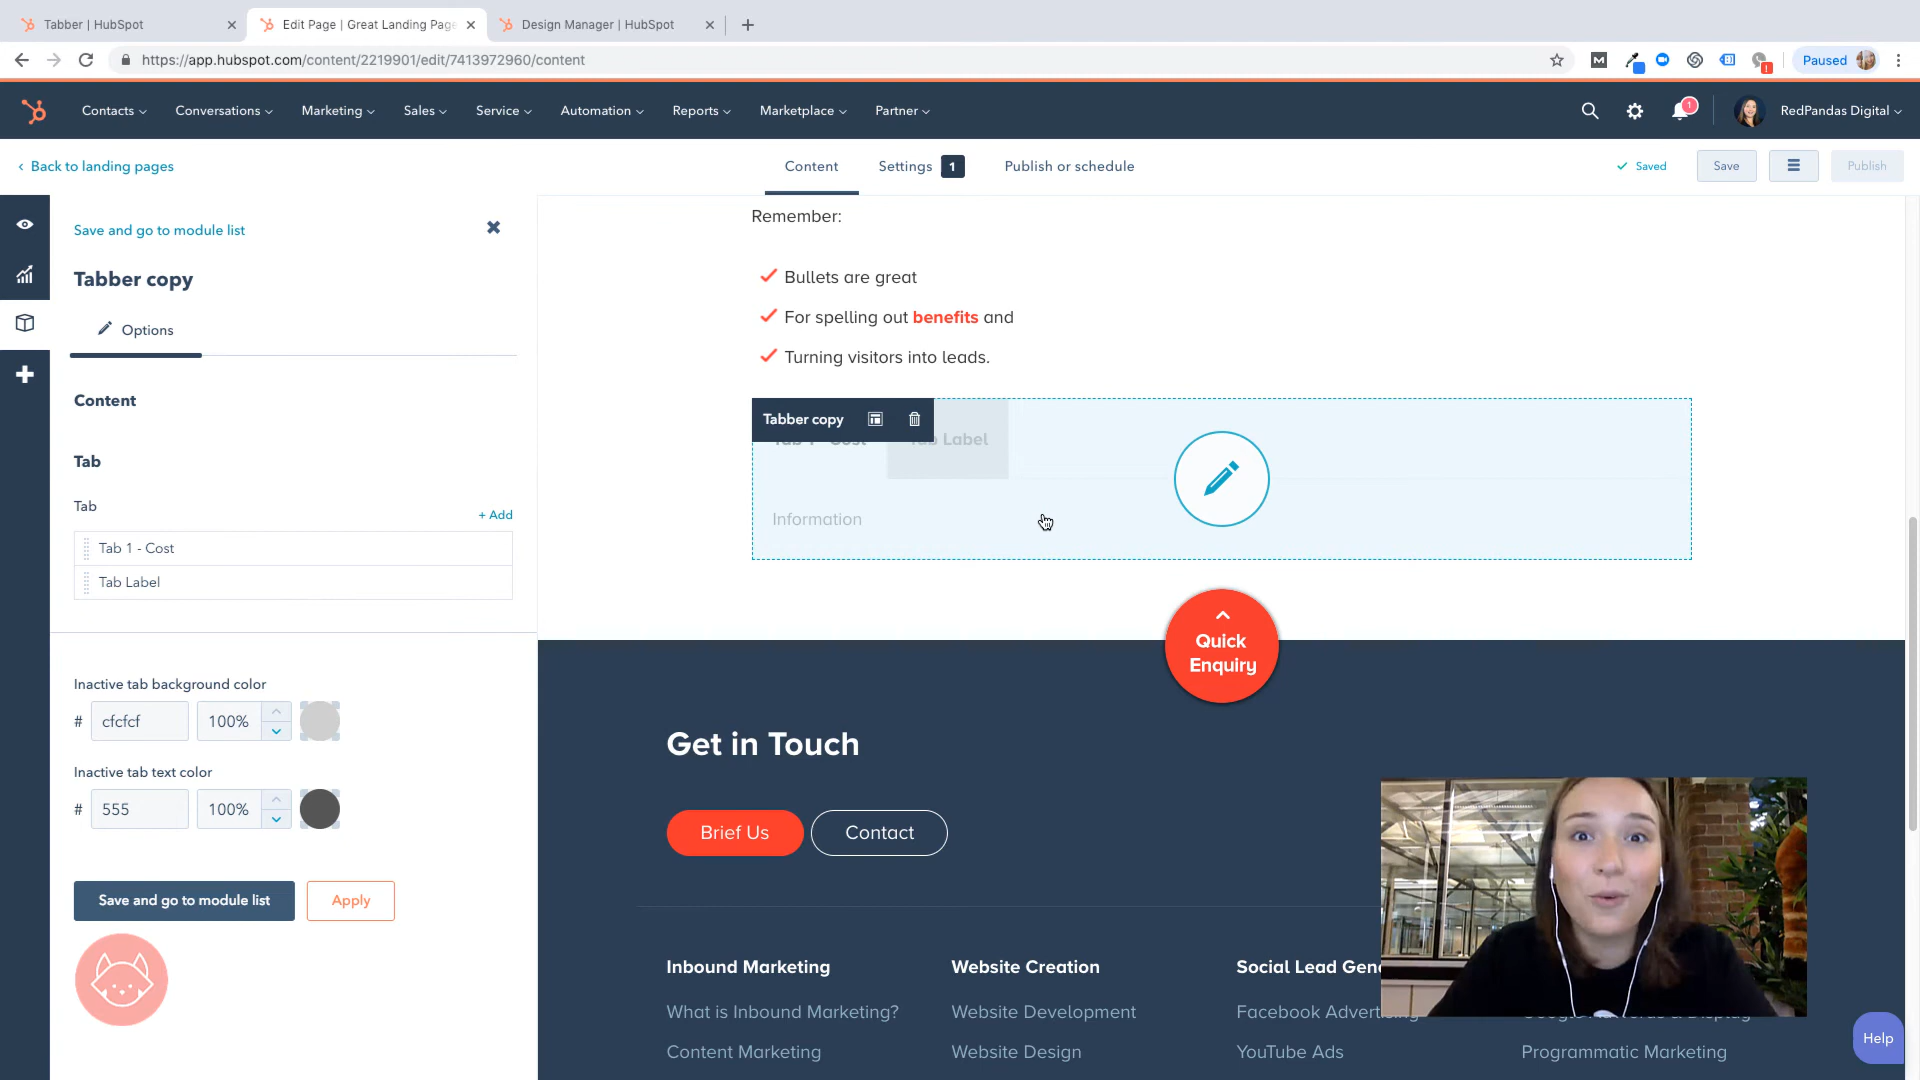 Tabber | HubSpot
Edit Page | Great Landing Page
Design Manager | HubSpot
https://app.hubspot.com/content/2219901/edit/7413972960/content
M
Paused
Contacts
Conversations
Marketing
Sales
Service
Automation
Reports
Marketplace
Partner
1
RedPandas Digital
Back to landing pages
Content
Settings 1
Publish or schedule
Saved
Save
Publish
Save and go to module list
Tabber copy
Options
Content
Tab
Tab
+ Add
Tab 1 - Cost
Tab Label
Inactive tab background color
# cfcfcf 100%
Inactive tab text color
# 555 100%
Save and go to module list
Apply
Remember:
Bullets are great
For spelling out benefits and
Turning visitors into leads.
Tabber copy
Tab 1 - Cost
Tab Label
Information
Quick
Enquiry
Get in Touch
Brief Us
Contact
Inbound Marketing
Website Creation
Social Lead Gen
What is Inbound Marketing?
Website Development
Facebook Advertising
Content Marketing
Website Design
YouTube Ads
Programmatic Marketing
Help